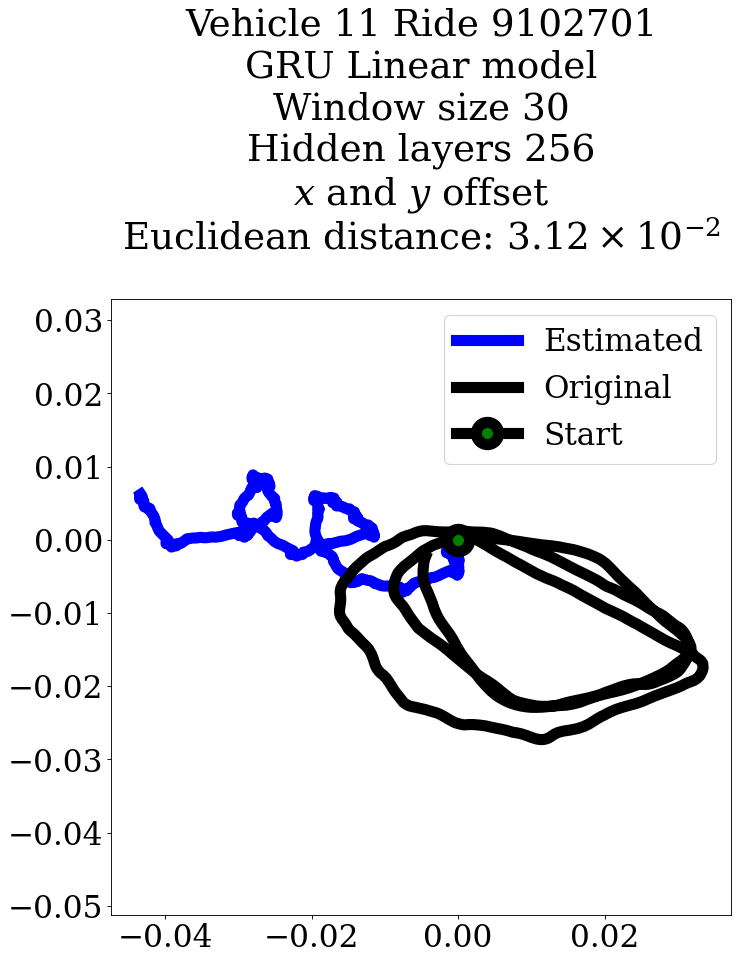 Vehicle 11 Ride 9102701
GRU Linear model
Window size 30
Hidden layers 256
x and y offset
Euclidean distance: 3.12 × 10⁻²
Estimated
Original
Start
0.03
0.02
0.01
0.00
−0.01
−0.02
−0.03
−0.04
−0.05
−0.04 −0.02 0.00 0.02